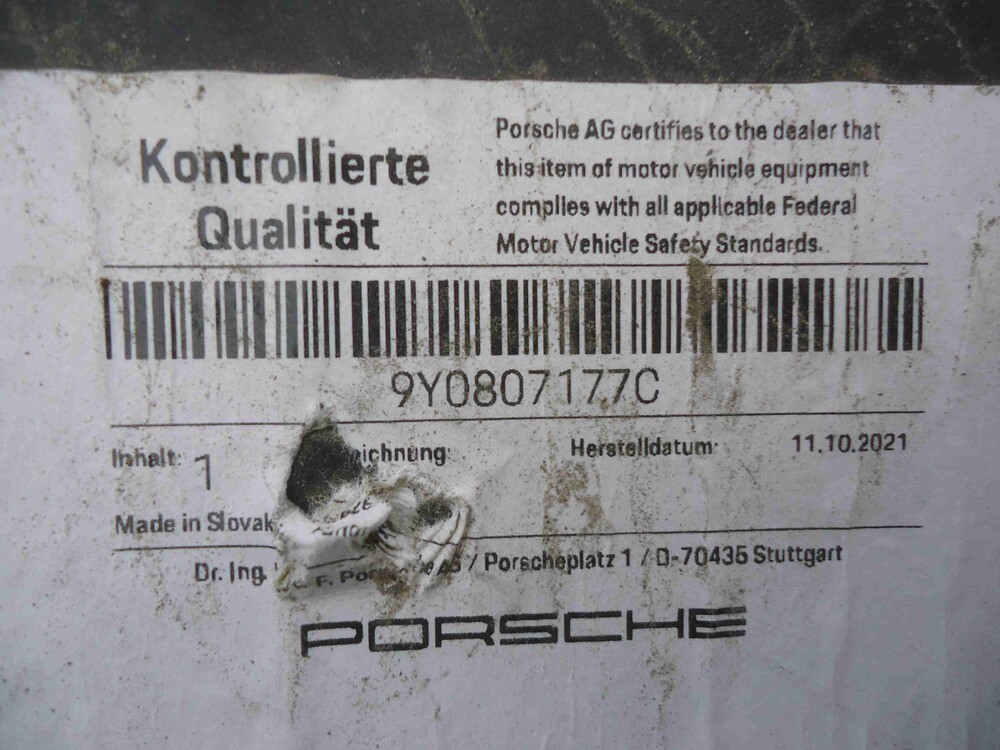 Kontrollierte
Qualität
Porsche AG certifies to the dealer that
this item of motor vehicle equipment
complies with all applicable Federal
Motor Vehicle Safety Standards.
9Y0807177C
Inhalt: 1 eichnung: Herstelldatum: 11.10.2021
Made in Slovak
Dr. Ing. F. / Porscheplatz 1 / D-70435 Stuttgart
PORSCHE